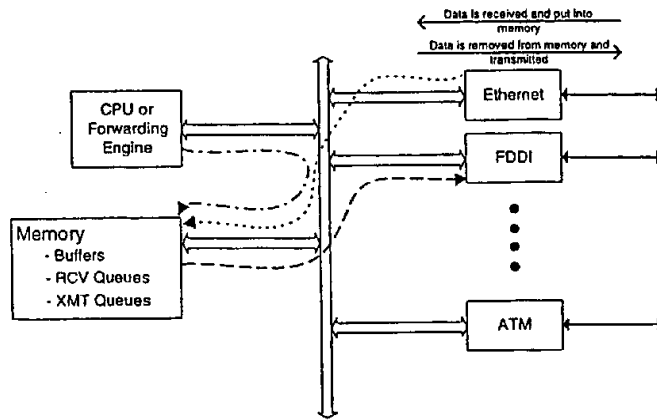 Data is received and put into
memory
Data is removed from memory and
transmitted
CPU or
Forwarding
Engine
Ethernet
FDDI
Memory
- Buffers
- RCV Queues
- XMT Queues
ATM